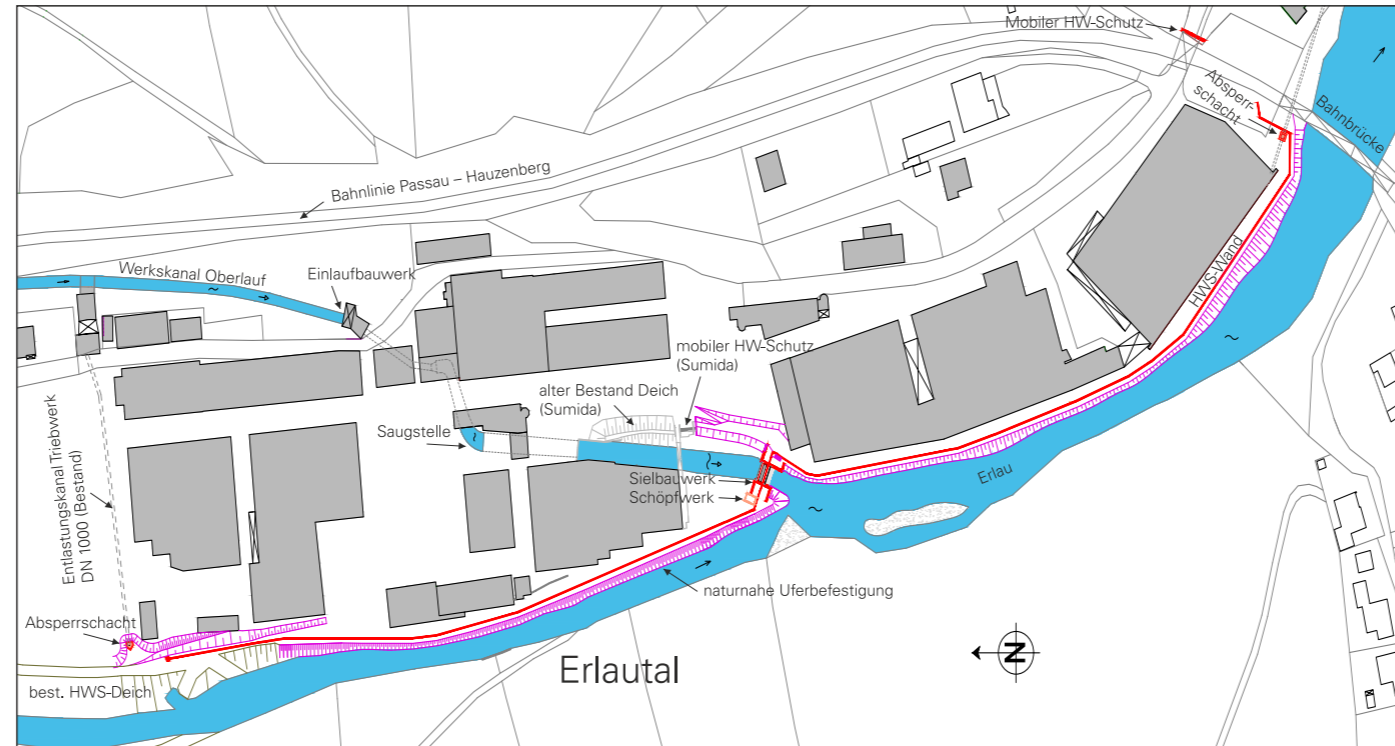 Mobiler HW-Schutz
Absperr-
schacht
Bahnbrücke
Bahnlinie Passau – Hauzenberg
Werkskanal Oberlauf
Einlaufbauwerk
HWS-Wand
mobiler HW-Schutz
(Sumida)
alter Bestand Deich
(Sumida)
Saugstelle
Entlastungskanal Triebwerk
DN 1000 (Bestand)
Sielbauwerk
Schöpfwerk
Erlau
naturnahe Uferbefestigung
Absperrschacht
best. HWS-Deich
Erlautal
N